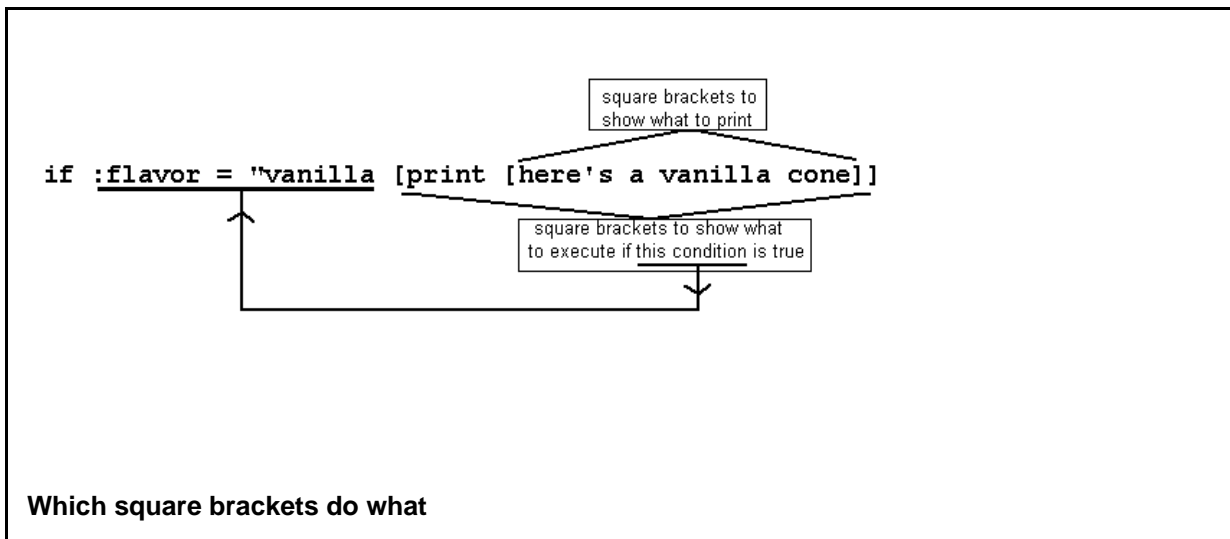 square brackets to
show what to print
if :flavor = "vanilla [print [here's a vanilla cone]]
square brackets to show what
to execute if this condition is true
Which square brackets do what